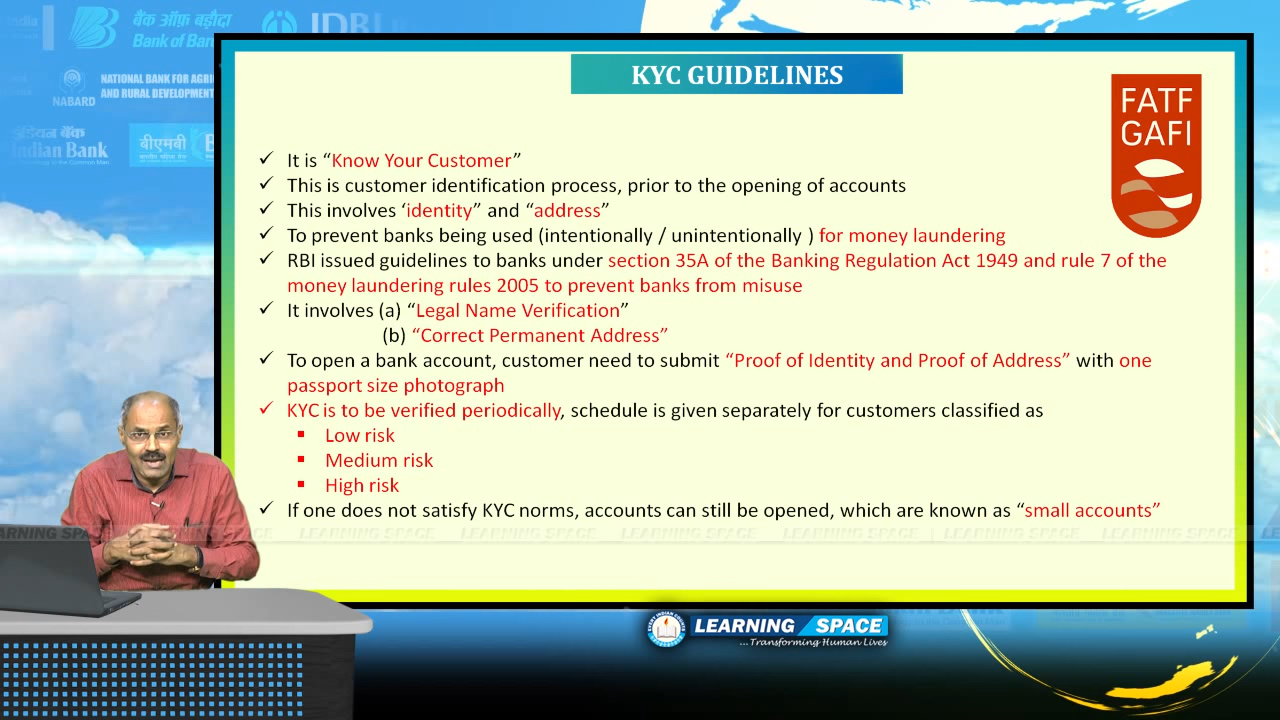 India
बैंक ऑफ़ बड़ौदा
Bank of Bar
IDBI
NABARD
NATIONAL BANK FOR AGRI
AND RURAL DEVELOPMENT
Indian Bank
बीएमबी
KYC GUIDELINES
FATF
GAFI
✓ It is “Know Your Customer”
✓ This is customer identification process, prior to the opening of accounts
✓ This involves ‘identity” and “address”
✓ To prevent banks being used (intentionally / unintentionally ) for money laundering
✓ RBI issued guidelines to banks under section 35A of the Banking Regulation Act 1949 and rule 7 of the
money laundering rules 2005 to prevent banks from misuse
✓ It involves (a) “Legal Name Verification”
(b) “Correct Permanent Address”
✓ To open a bank account, customer need to submit “Proof of Identity and Proof of Address” with one
passport size photograph
✓ KYC is to be verified periodically, schedule is given separately for customers classified as
▪ Low risk
▪ Medium risk
▪ High risk
✓ If one does not satisfy KYC norms, accounts can still be opened, which are known as “small accounts”
LEARNING SPACE
LEARNING SPACE
...Transforming Human Lives